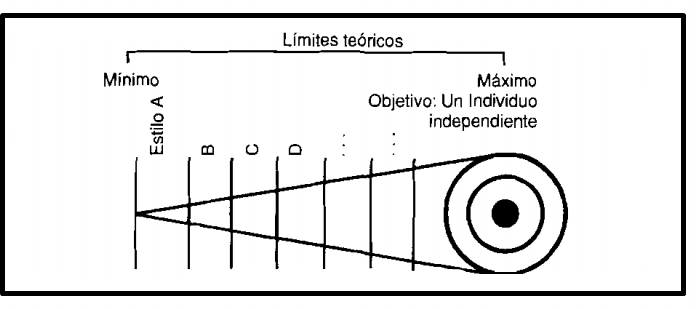 Límites teóricos
Mínimo
Máximo
Objetivo: Un Individuo
independiente
Estilo A
B
C
D
. . . .
. . . .